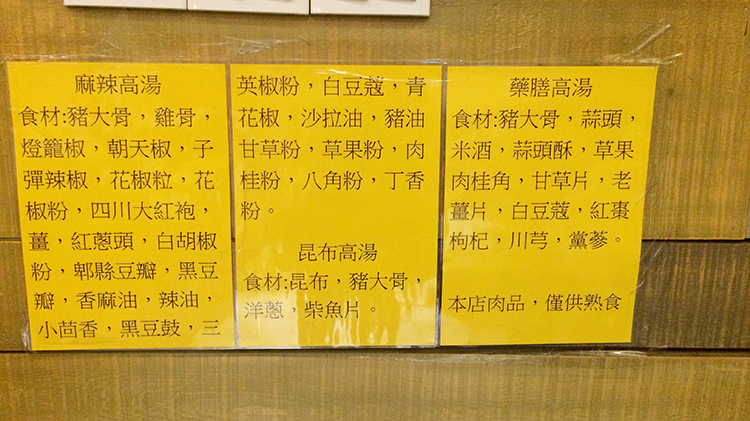 麻辣高湯
食材:豬大骨，雞骨，
燈籠椒，朝天椒，子
彈辣椒，花椒粒，花
椒粉，四川大紅袍，
薑，紅蔥頭，白胡椒
粉，郫縣豆瓣，黑豆
瓣，香麻油，辣油，
小茴香，黑豆鼓，三
英椒粉，白豆蔻，青
花椒，沙拉油，豬油
甘草粉，草果粉，肉
桂粉，八角粉，丁香
粉。
昆布高湯
食材:昆布，豬大骨，
洋蔥，柴魚片。
藥膳高湯
食材:豬大骨，蒜頭，
米酒，蒜頭酥，草果
肉桂角，甘草片，老
薑片，白豆蔻，紅棗
枸杞，川芎，黨蔘。
本店肉品，僅供熟食